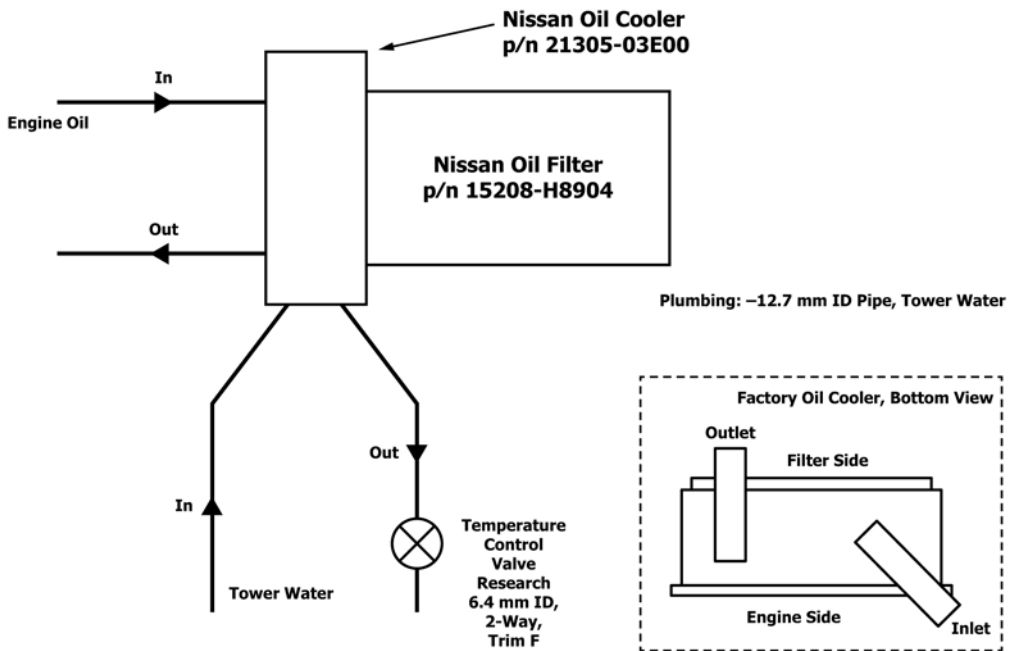 Nissan Oil Cooler
p/n 21305-03E00
In
Engine Oil
Nissan Oil Filter
p/n 15208-H8904
Out
Plumbing: –12.7 mm ID Pipe, Tower Water
Factory Oil Cooler, Bottom View
Outlet
Filter Side
Out
In
Temperature
Control
Valve
Research
6.4 mm ID,
2-Way,
Trim F
Tower Water
Engine Side
Inlet